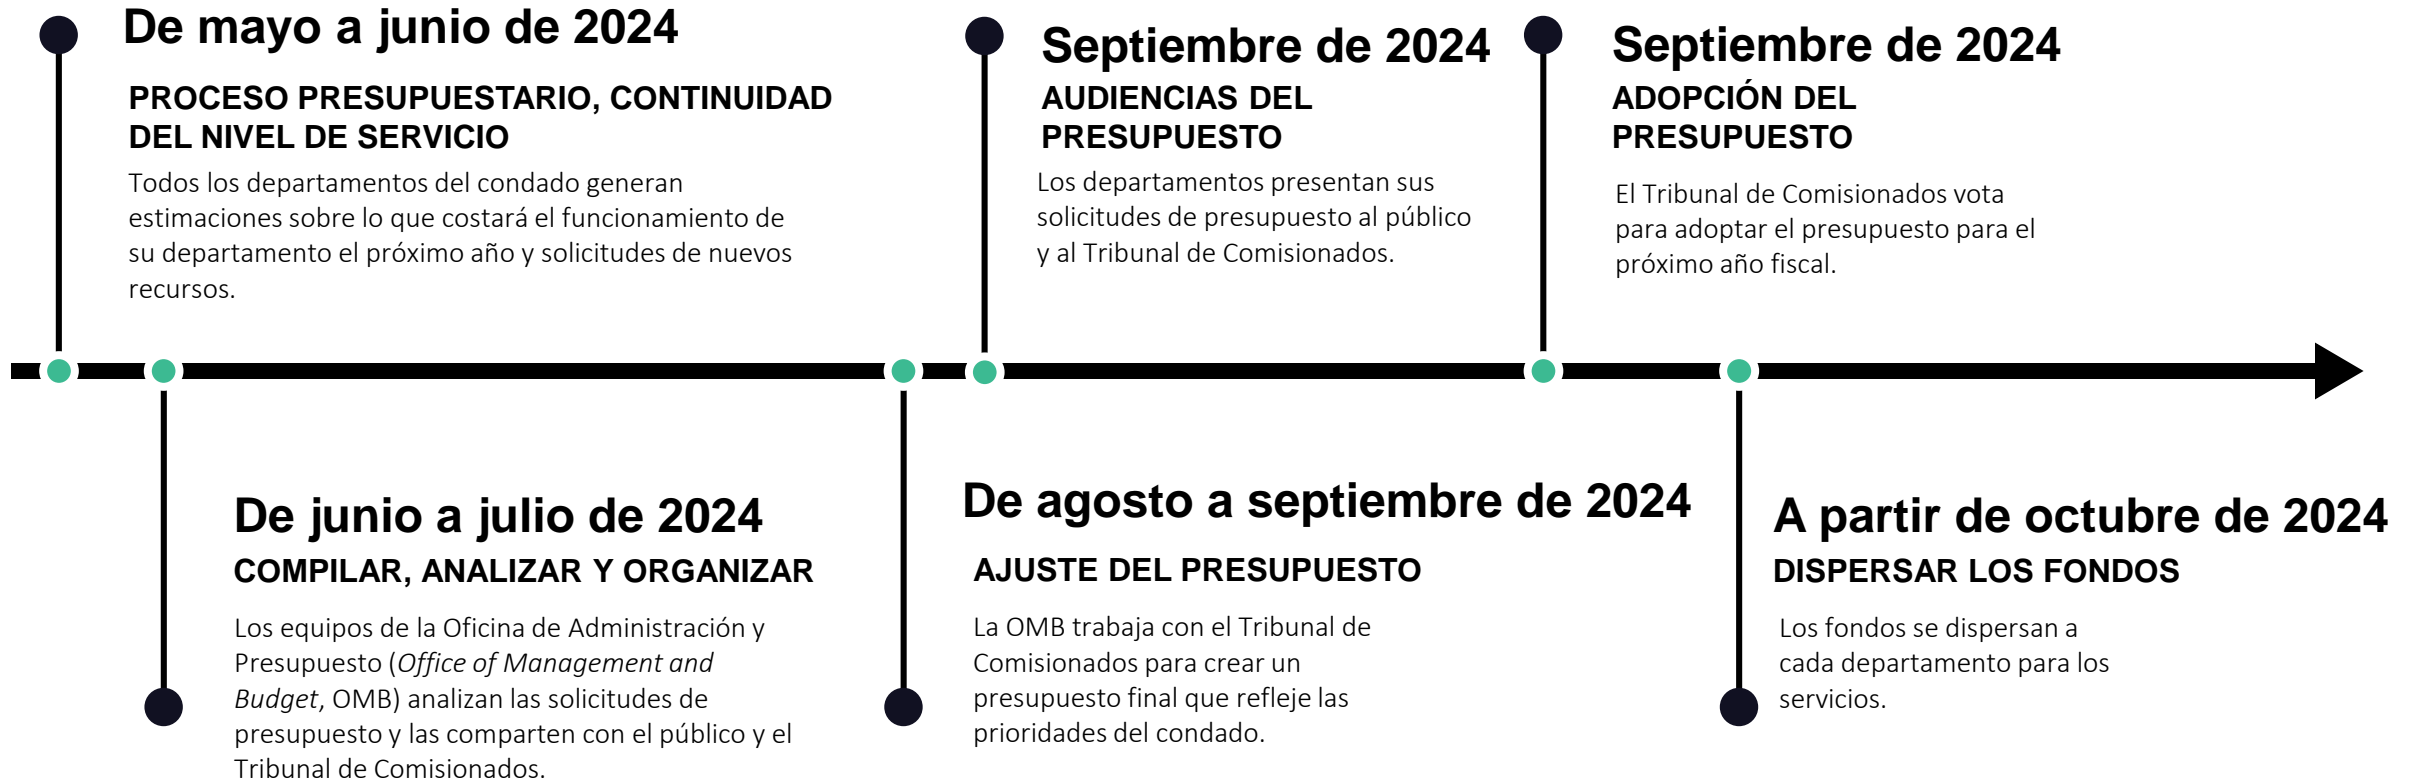 De mayo a junio de 2024
PROCESO PRESUPUESTARIO, CONTINUIDAD
DEL NIVEL DE SERVICIO
Todos los departamentos del condado generan
estimaciones sobre lo que costará el funcionamiento de
su departamento el próximo año y solicitudes de nuevos
recursos.
Septiembre de 2024
AUDIENCIAS DEL
PRESUPUESTO
Los departamentos presentan sus
solicitudes de presupuesto al público
y al Tribunal de Comisionados.
Septiembre de 2024
ADOPCIÓN DEL
PRESUPUESTO
El Tribunal de Comisionados vota
para adoptar el presupuesto para el
próximo año fiscal.
De junio a julio de 2024
COMPILAR, ANALIZAR Y ORGANIZAR
Los equipos de la Oficina de Administración y
Presupuesto (Office of Management and
Budget, OMB) analizan las solicitudes de
presupuesto y las comparten con el público y el
Tribunal de Comisionados.
De agosto a septiembre de 2024
AJUSTE DEL PRESUPUESTO
La OMB trabaja con el Tribunal de
Comisionados para crear un
presupuesto final que refleje las
prioridades del condado.
A partir de octubre de 2024
DISPERSAR LOS FONDOS
Los fondos se dispersan a
cada departamento para los
servicios.